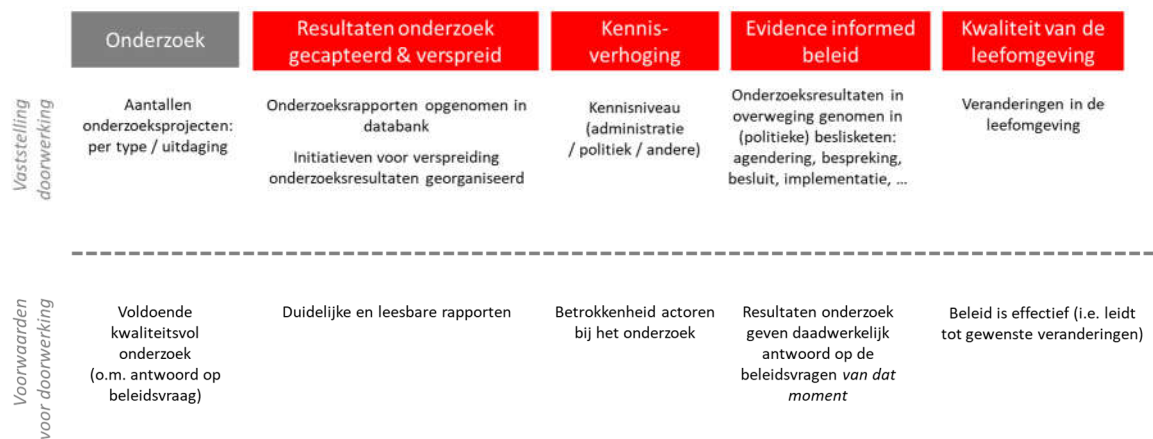 Onderzoek
Resultaten onderzoek
gecapteerd & verspreid
Kennis-
verhoging
Evidence informed
beleid
Kwaliteit van de
leefomgeving
Vaststelling
doorwerking
Aantallen
onderzoeksprojecten:
per type / uitdaging
Onderzoeksrapporten opgenomen in
databank
Initiatieven voor verspreiding
onderzoeksresultaten georganiseerd
Kennisniveau
(administratie
/ politiek / andere)
Onderzoeksresultaten in
overweging genomen in
(politieke) beslisketen:
agendering, bespreking,
besluit, implementatie, …
Veranderingen in de
leefomgeving
Voorwaarden
voor doorwerking
Voldoende
kwaliteitsvol
onderzoek
(o.m. antwoord op
beleidsvraag)
Duidelijke en leesbare rapporten
Betrokkenheid actoren
bij het onderzoek
Resultaten onderzoek
geven daadwerkelijk
antwoord op de
beleidsvragen van dat
moment
Beleid is effectief (i.e. leidt
tot gewenste veranderingen)